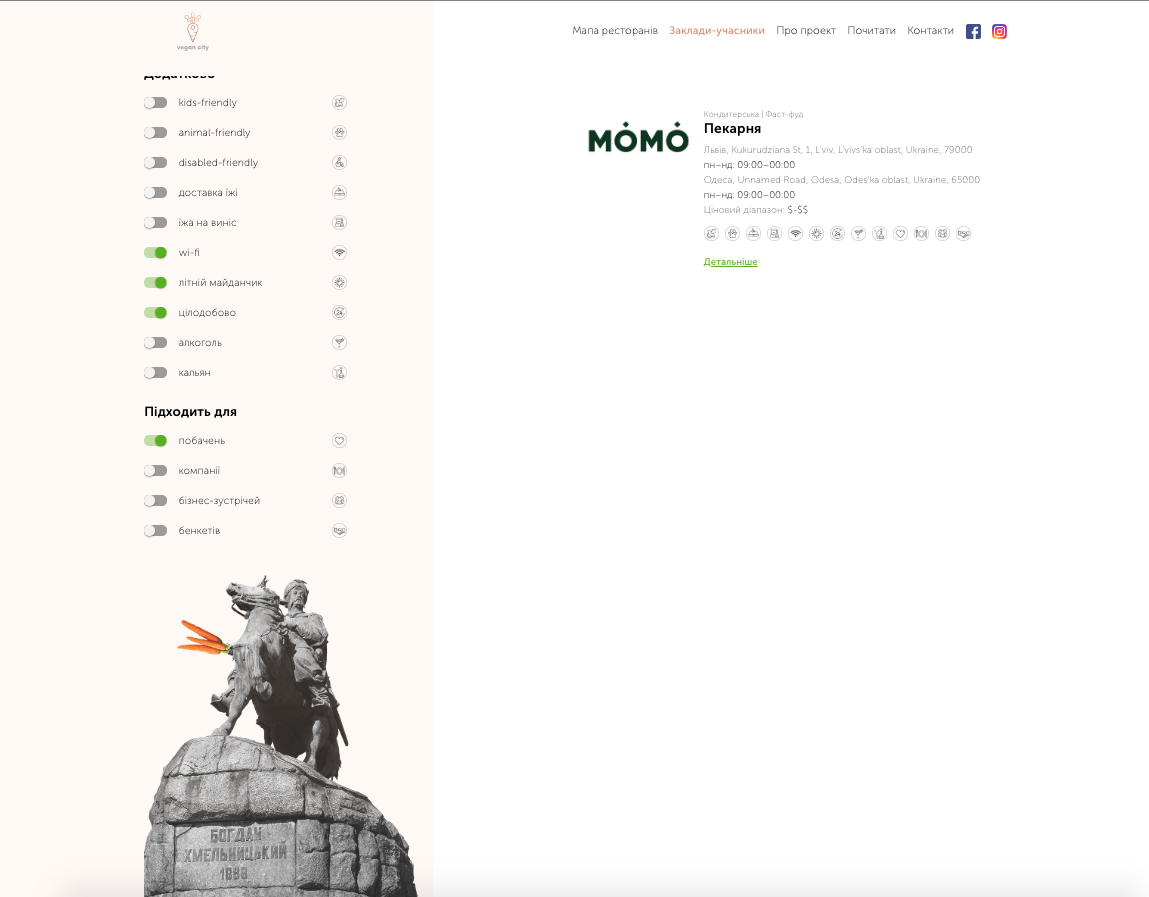 vegan city
Мапа ресторанів Заклади-учасники Про проект Почитати Контакти
Додатково
kids-friendly
animal-friendly
disabled-friendly
доставка їжі
їжа на виніс
wi-fi
літній майданчик
цілодобово
24
алкоголь
кальян
Підходить для
побачень
компанії
бізнес-зустрічей
бенкетів
БОГДАН
ХМЕЛЬНИЦЬКИЙ
1888
MOMO
Кондитерська | Фаст-фуд
Пекарня
Львів, Kukurudziana St, 1, L'viv, L'vivs'ka oblast, Ukraine, 79000
пн–нд: 09:00–00:00
Одеса, Unnamed Road, Odesa, Odes'ka oblast, Ukraine, 65000
пн–нд: 09:00–00:00
Ціновий діапазон: $-$$
24
Детальніше